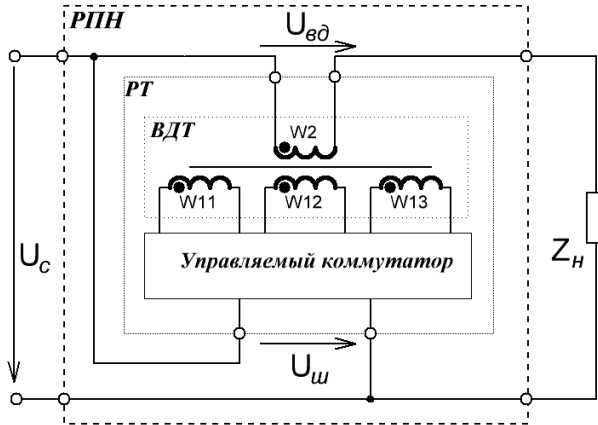 РПН
Uвд
РТ
ВДТ
W2
W11
W12
W13
Управляемый коммутатор
Uс
Zн
Uш